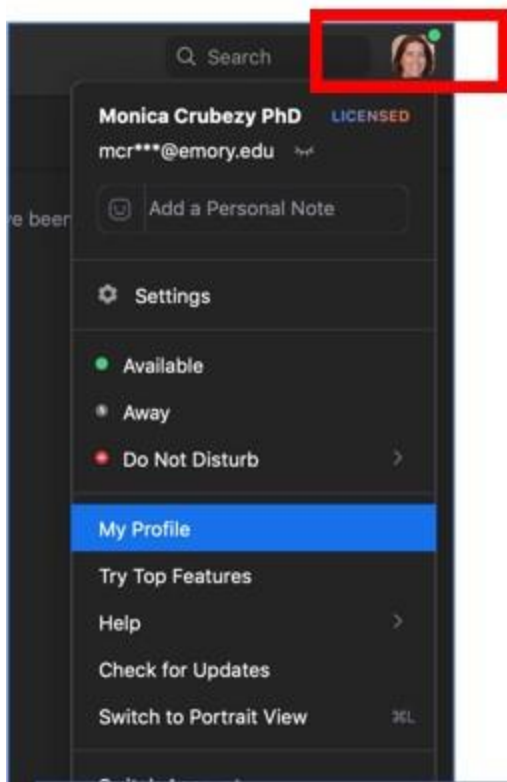 Search
Monica Crubezy PhD LICENSED
mcr***@emory.edu
e been
Add a Personal Note
Settings
Available
Away
Do Not Disturb
My Profile
Try Top Features
Help
Check for Updates
Switch to Portrait View ⌘L